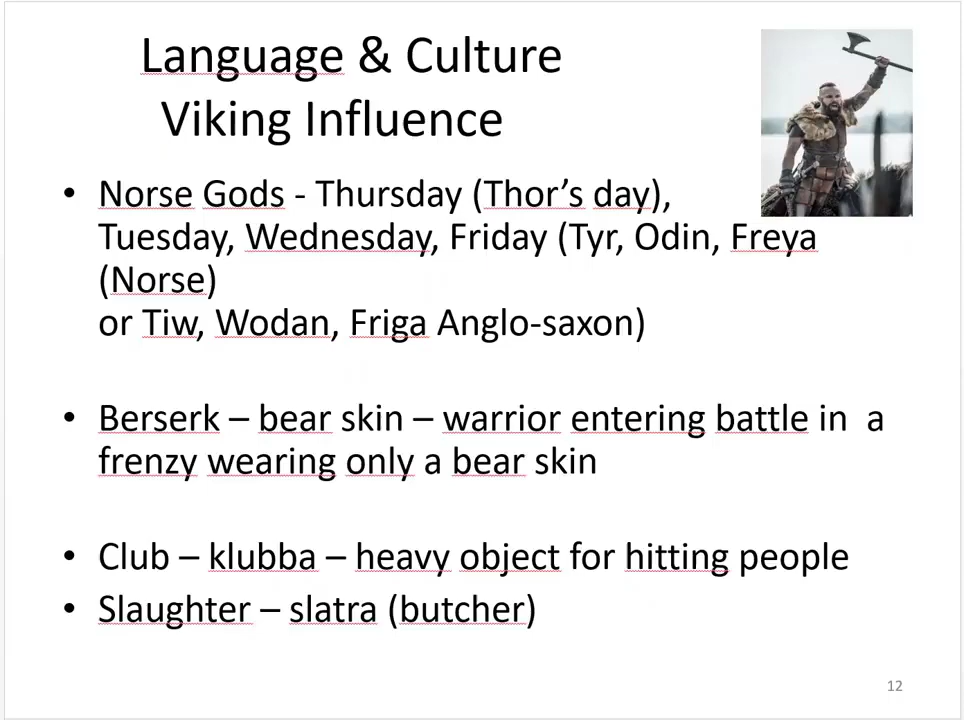 Language & Culture
Viking Influence
• Norse Gods - Thursday (Thor’s day),
Tuesday, Wednesday, Friday (Tyr, Odin, Freya
(Norse)
or Tiw, Wodan, Friga Anglo-saxon)
• Berserk – bear skin – warrior entering battle in  a
frenzy wearing only a bear skin
• Club – klubba – heavy object for hitting people
• Slaughter – slatra (butcher)
12